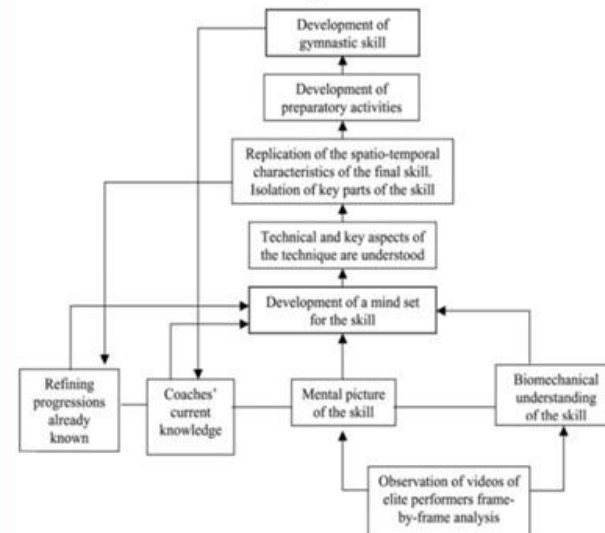 Development of
gymnastic skill
Development of
preparatory activities
Replication of the spatio-temporal
characteristics of the final skill.
Isolation of key parts of the skill
Technical and key aspects of
the technique are understood
Development of a mind set
for the skill
Refining
progressions
already
known
Coaches'
current
knowledge
Mental picture
of the skill
Biomechanical
understanding
of the skill
Observation of videos of
elite performers frame-
by-frame analysis